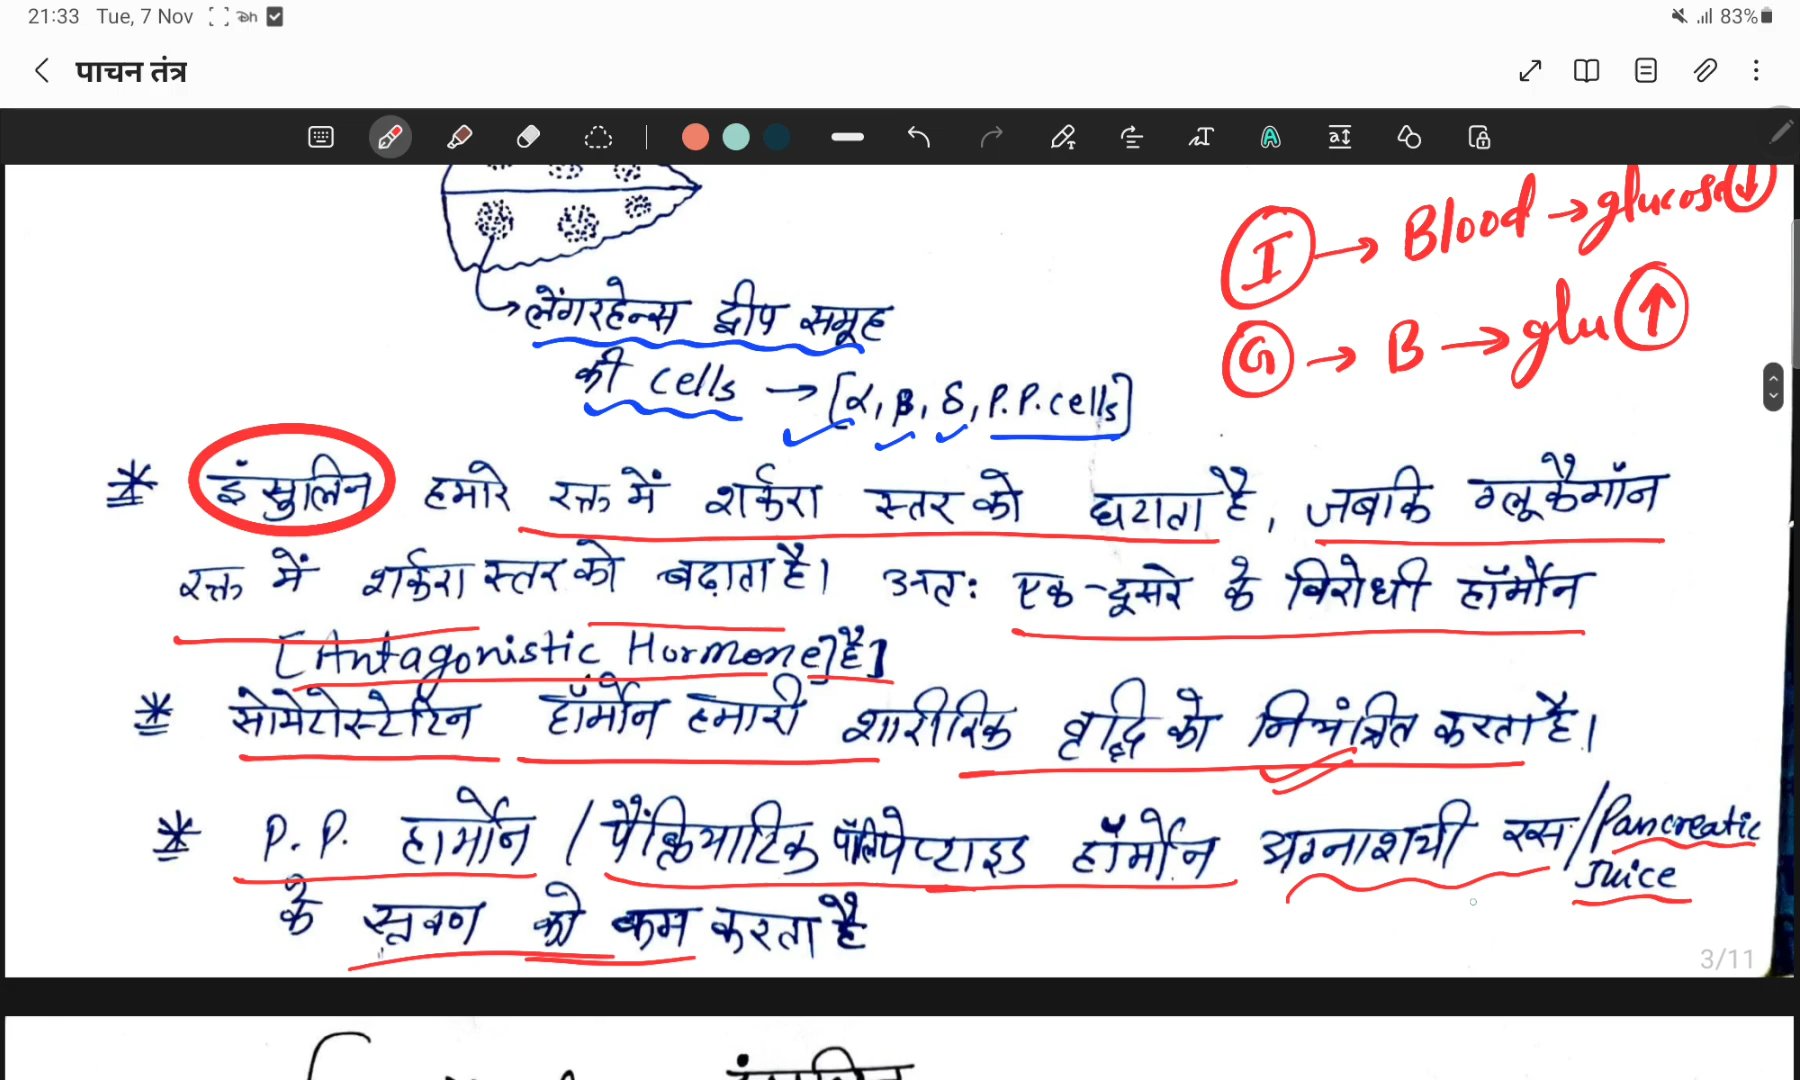 21:33 Tue, 7 Nov
83%
पाचन तंत्र
I → Blood → glucose ↓
G → B → glu ↑
लेंगरहेन्स द्वीप समूह
की cells → [α, β, δ, P.P. cells]
* इंसुलिन हमारे रक्त में शर्करा स्तर को घटाता है, जबकि ग्लूकैगॉन
रक्त में शर्करा स्तर को बढ़ाता है। अतः एक-दूसरे के विरोधी हॉर्मोन
[Antagonistic Hormone] है]
* सोमेटोस्टेटिन हॉर्मोन हमारी शारीरिक वृद्धि को नियंत्रित करता है।
* P.P. हार्मोन / पैंक्रियाटिक पॉलिपेप्टाइड हॉर्मोन अग्नाशयी रस / Pancreatic
Juice
के स्त्रवण को कम करता है
3/11